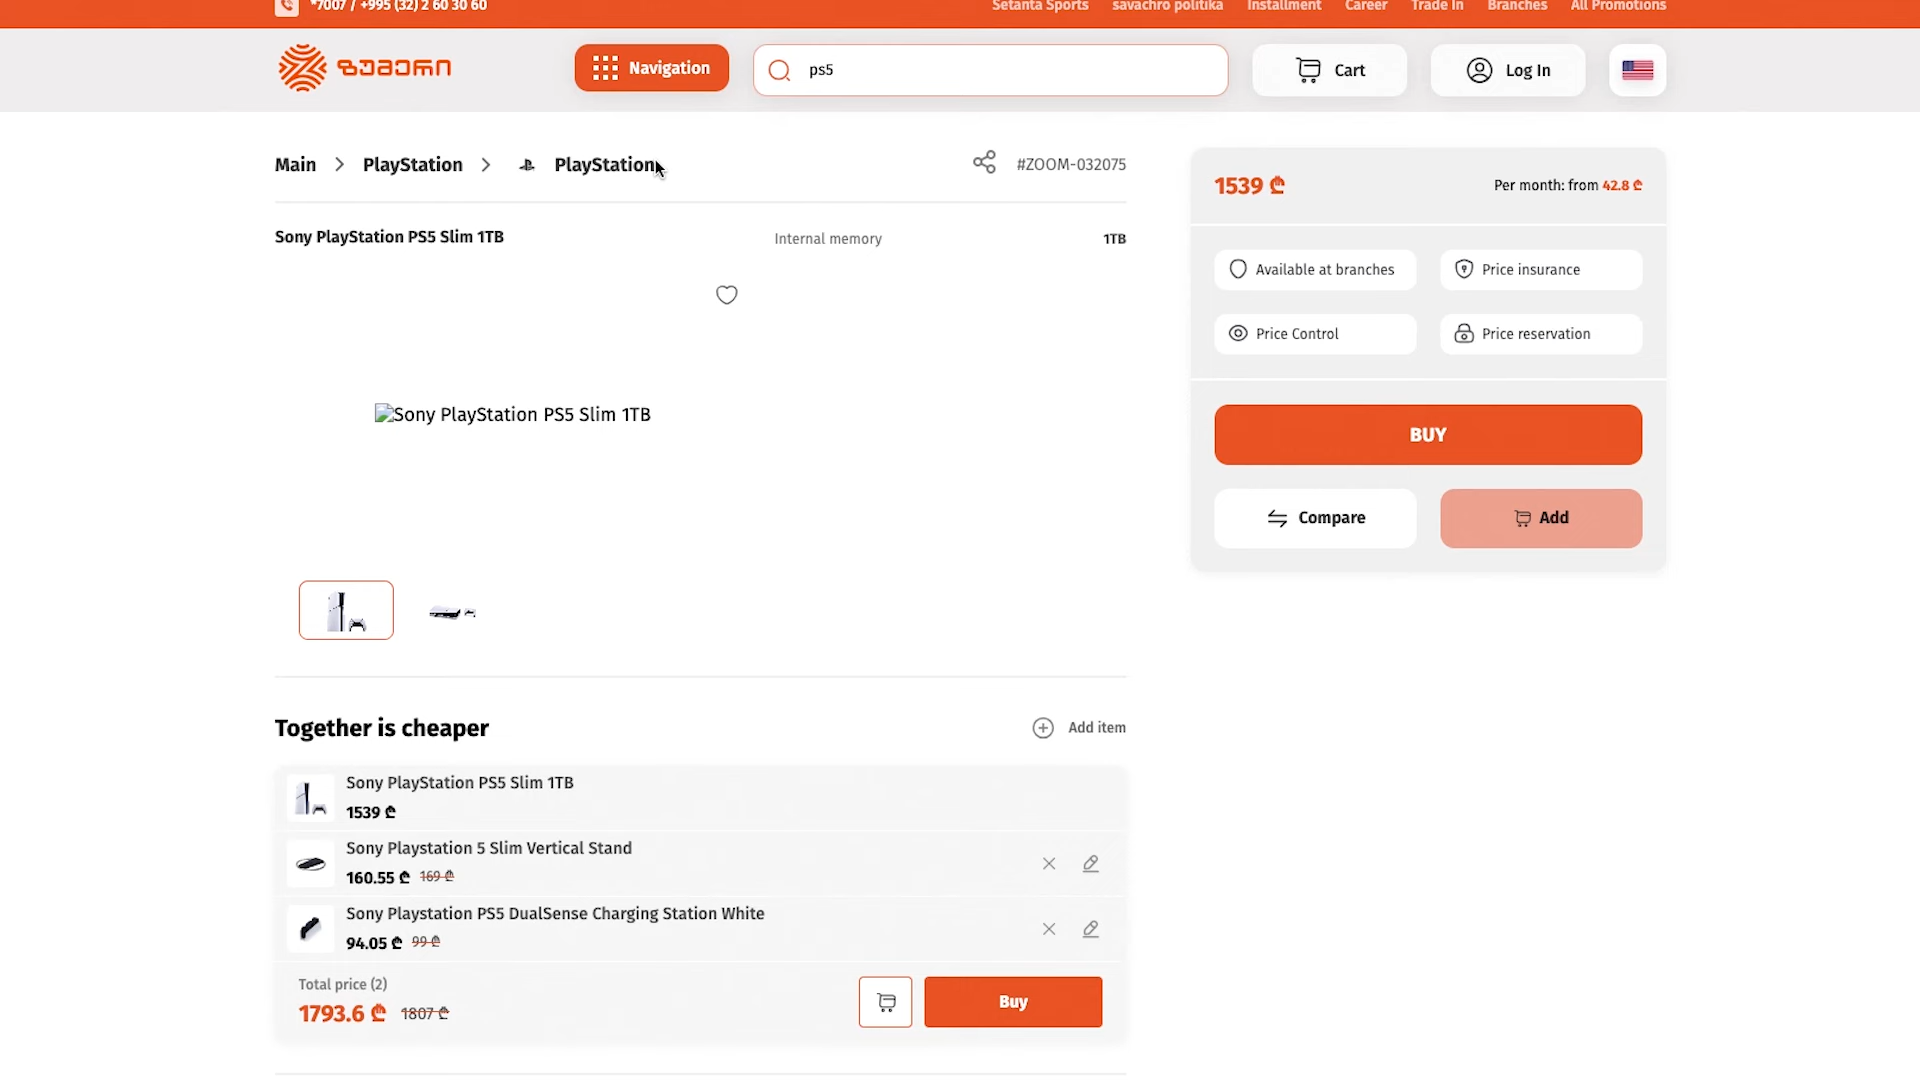 *7007 / +995 (32) 2 60 30 60
Setanta Sports savachro politika Installment Career Trade In Branches All Promotions
ზუმერი
Navigation
ps5
Cart
Log In
Main > PlayStation > PlayStation
#ZOOM-032075
Sony PlayStation PS5 Slim 1TB
Internal memory 1TB
Sony PlayStation PS5 Slim 1TB
1539 ₾
Per month: from 42.8 ₾
Available at branches
Price insurance
Price Control
Price reservation
BUY
Compare
Add
Together is cheaper
Add item
Sony PlayStation PS5 Slim 1TB
1539 ₾
Sony Playstation 5 Slim Vertical Stand
160.55 ₾ 169 ₾
Sony Playstation PS5 DualSense Charging Station White
94.05 ₾ 99 ₾
Total price (2)
1793.6 ₾ 1807 ₾
Buy